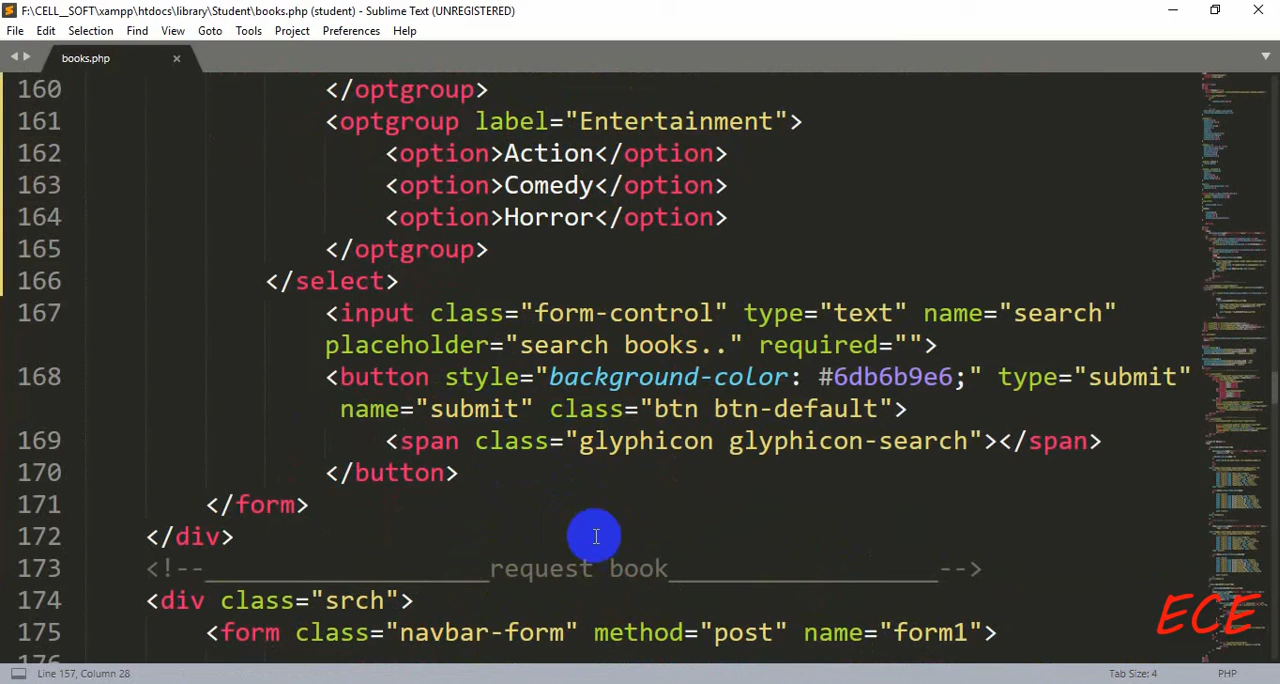 F:\CELL__SOFT\xampp\htdocs\library\Student\books.php (student) - Sublime Text (UNREGISTERED)
File Edit Selection Find View Goto Tools Project Preferences Help
books.php
160 </optgroup>
161 <optgroup label="Entertainment">
162 <option>Action</option>
163 <option>Comedy</option>
164 <option>Horror</option>
165 </optgroup>
166 </select>
167 <input class="form-control" type="text" name="search"
placeholder="search books.." required="">
168 <button style="background-color: #6db6b9e6;" type="submit"
name="submit" class="btn btn-default">
169 <span class="glyphicon glyphicon-search"></span>
170 </button>
171 </form>
172 </div>
173 <!--___________________request book__________________-->
174 <div class="srch">
175 <form class="navbar-form" method="post" name="form1">
ECE
Line 157, Column 28
Tab Size: 4
PHP